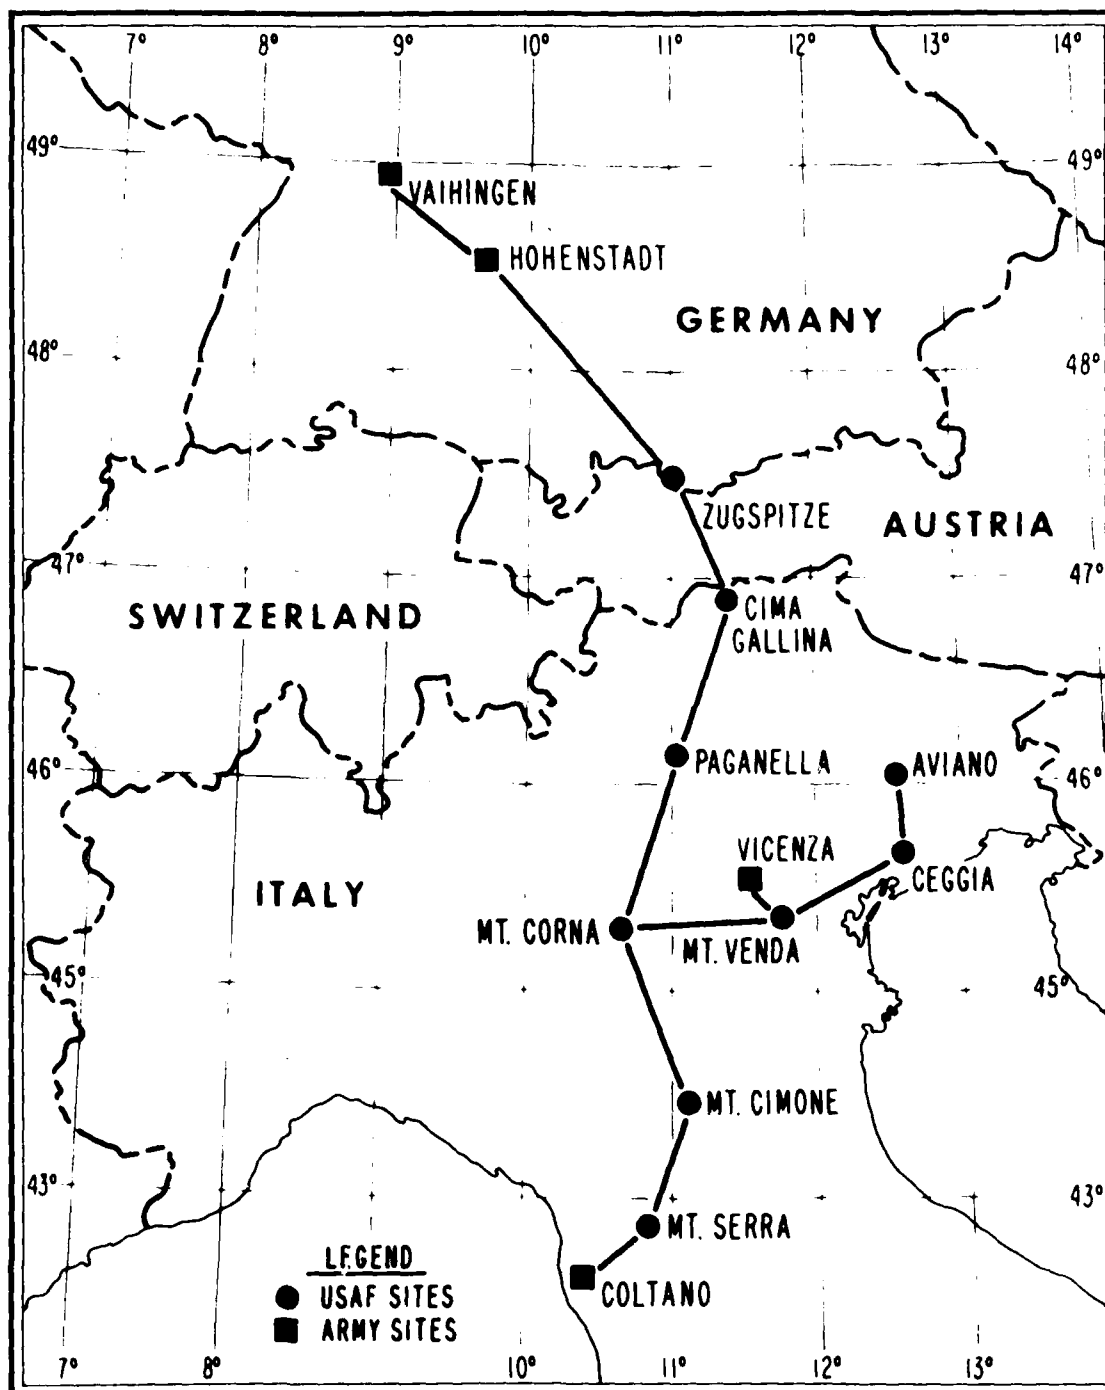 7° 8° 9° 10° 11° 12° 13° 14°
49° 49°
VAIHINGEN
HOHENSTADT
GERMANY
48° 48°
ZUGSPITZE
AUSTRIA
47° 47°
SWITZERLAND
CIMA
GALLINA
PAGANELLA
AVIANO
46° 46°
VICENZA
CEGGIA
ITALY
MT. CORNA
MT. VENDA
45° 45°
MT. CIMONE
43° 43°
MT. SERRA
LEGEND
USAF SITES
COLTANO
ARMY SITES
7° 8° 10° 11° 12° 13°